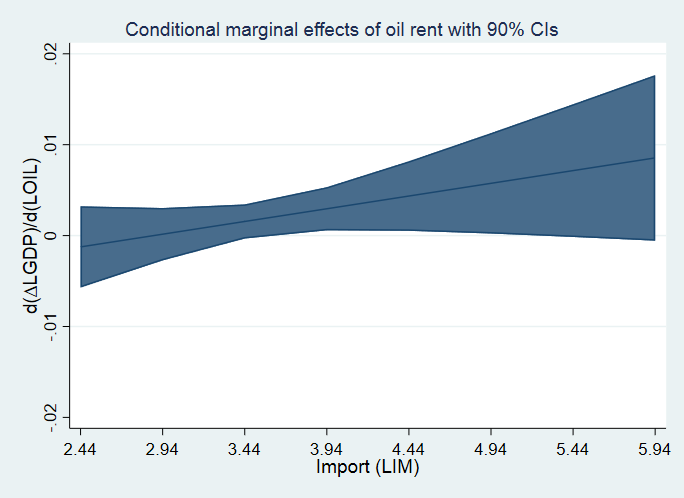 Conditional marginal effects of oil rent with 90% CIs
d(ΔLGDP)/d(LOIL)
.02
.01
0
-.01
-.02
2.44 2.94 3.44 3.94 4.44 4.94 5.44 5.94
Import (LIM)